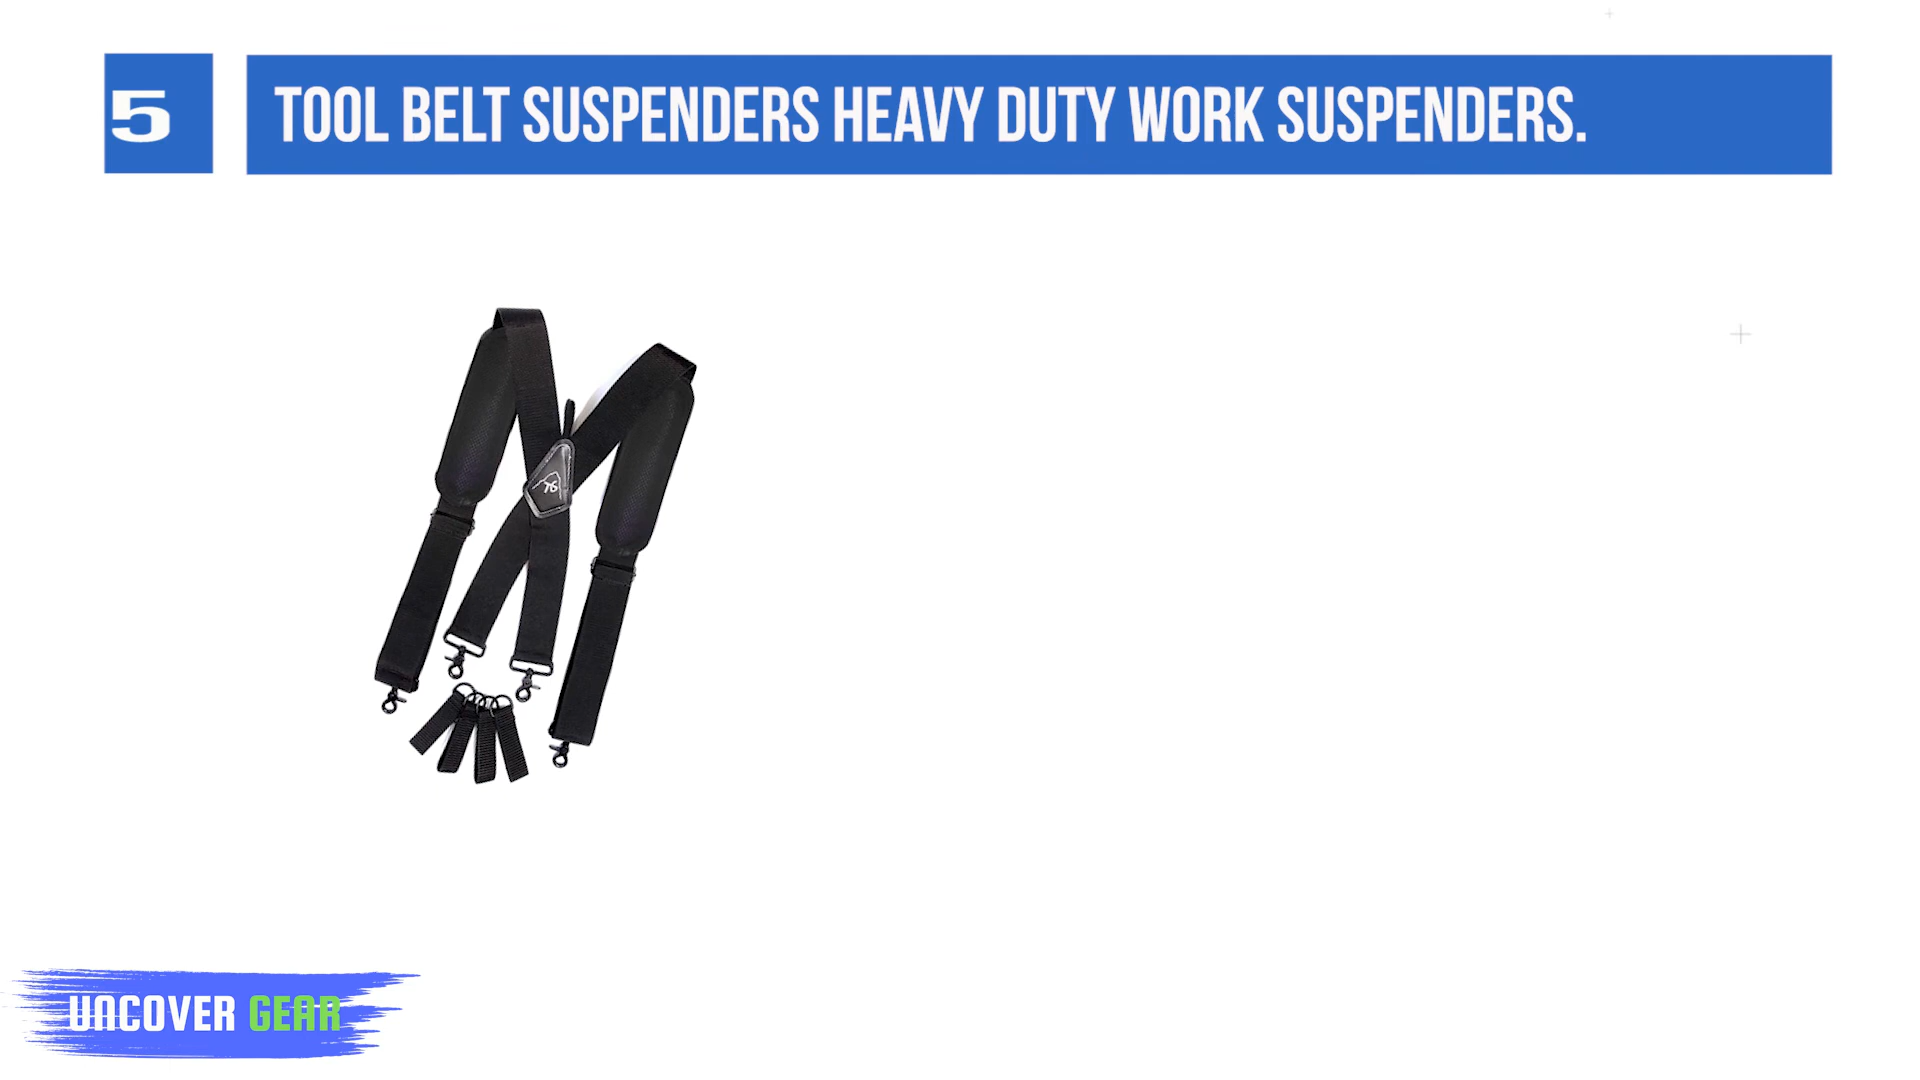 5
TOOL BELT SUSPENDERS HEAVY DUTY WORK SUSPENDERS.
UNCOVER GEAR